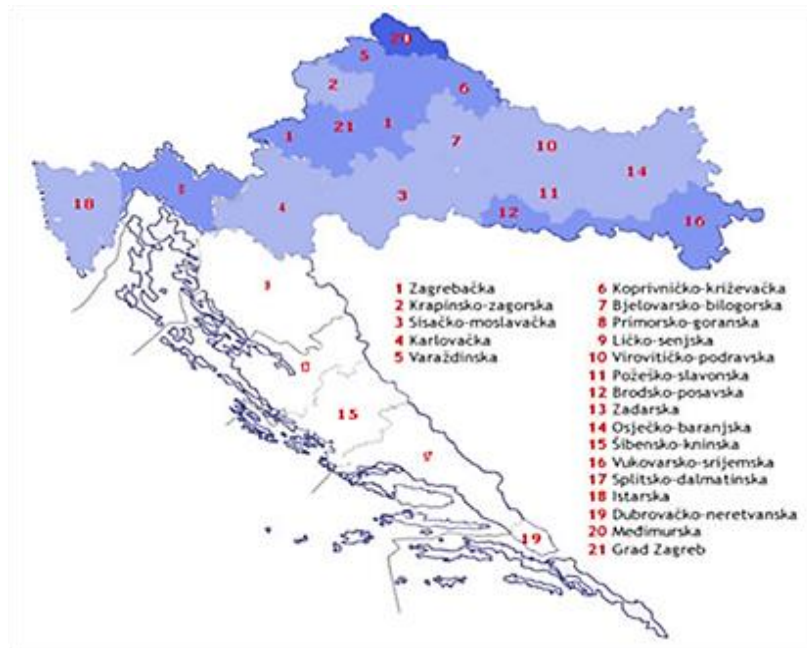 5
2
6
1
21
1
7
10
14
18
4
3
11
12
16
15
19
1 Zagrebačka
2 Krapinsko-zagorska
3 Sisačko-moslavačka
4 Karlovačka
5 Varaždinska
6 Koprivničko-križevačka
7 Bjelovarsko-bilogorska
8 Primorsko-goranska
9 Ličko-senjska
10 Virovitičko-podravska
11 Požeško-slavonska
12 Brodsko-posavska
13 Zadarska
14 Osječko-baranjska
15 Šibensko-kninska
16 Vukovarsko-srijemska
17 Splitsko-dalmatinska
18 Istarska
19 Dubrovačko-neretvanska
20 Međimurska
21 Grad Zagreb